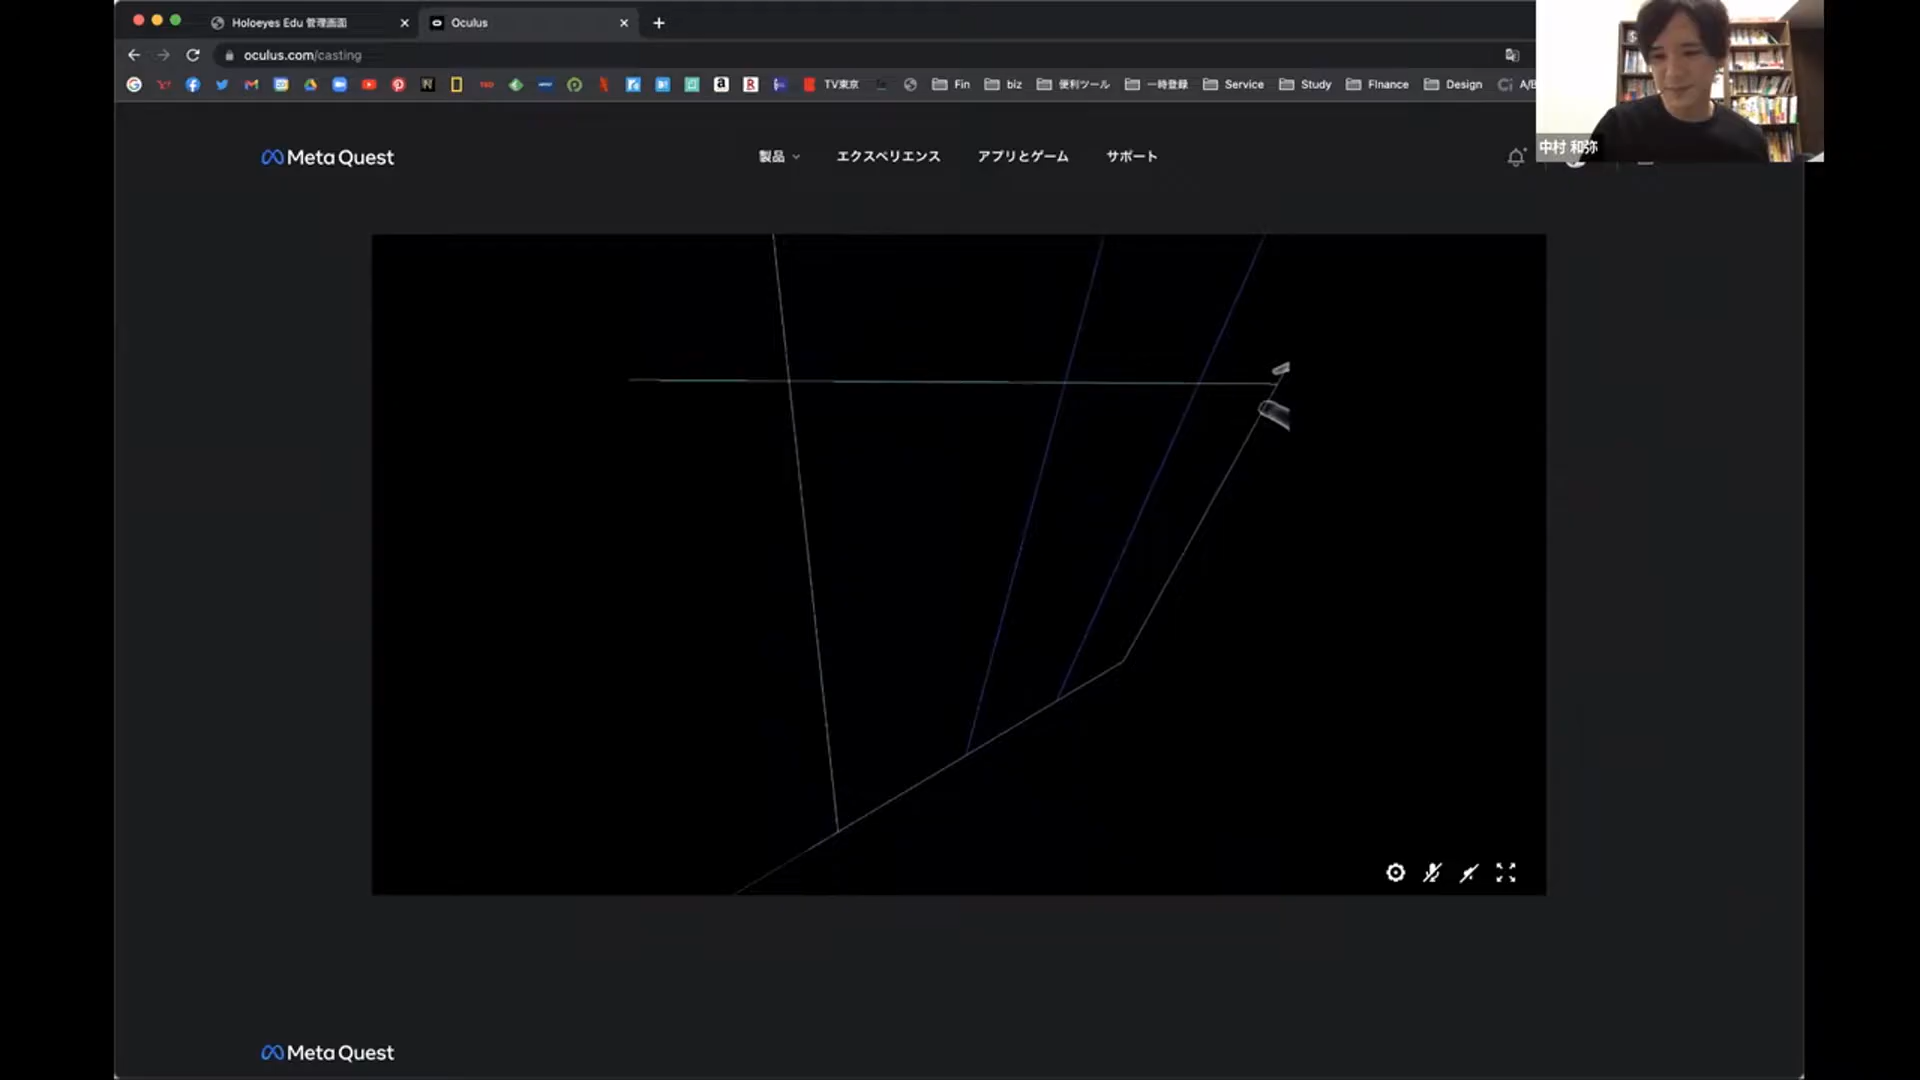 Holoeyes Edu 管理画面
Oculus
oculus.com/casting
TV東京
Fin
biz
便利ツール
一時登録
Service
Study
FInance
Design
A/B
中村 和弥
Meta Quest
製品
エクスペリエンス
アプリとゲーム
サポート
Meta Quest